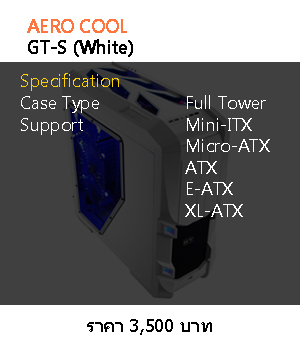 AERO COOL
GT-S (White)
Specification
Case Type Full Tower
Support Mini-ITX
Micro-ATX
ATX
E-ATX
XL-ATX
ราคา 3,500 บาท